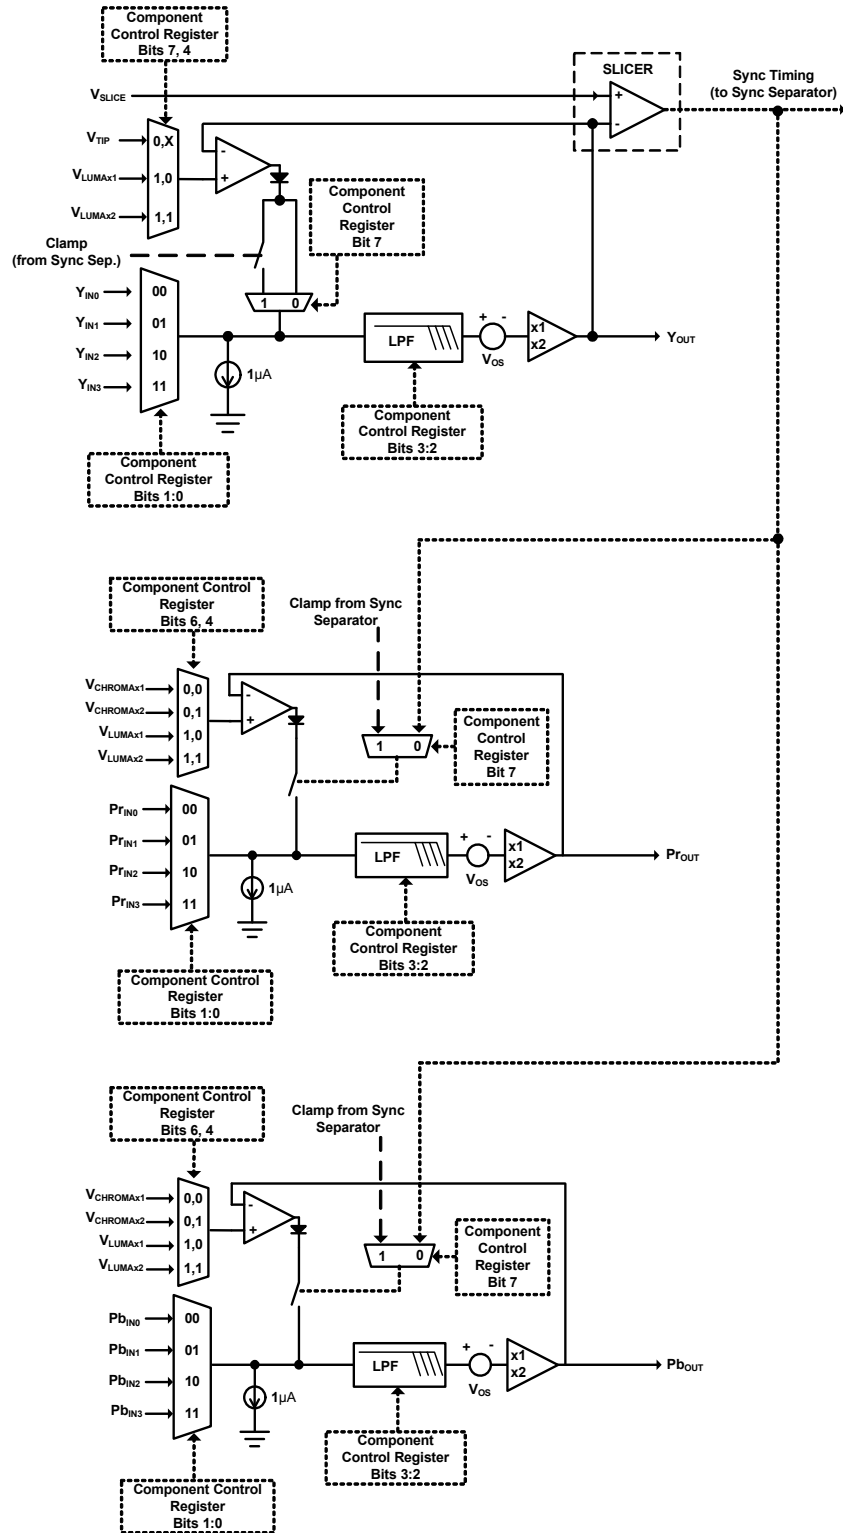 Component
Control Register
Bits 7, 4
SLICER
Sync Timing
(to Sync Separator)
VSLICE
+
-
VTIP
0,X
VLUMAx1
1,0
VLUMAx2
1,1
-
+
Component
Control
Register
Bit 7
Clamp
(from Sync Sep.)
1 0
YIN0
00
YIN1
01
YIN2
10
YIN3
11
1µA
LPF
+ -
VOS
x1
x2
YOUT
Component
Control Register
Bits 3:2
Component
Control Register
Bits 1:0
Component Control
Register
Bits 6, 4
Clamp from Sync
Separator
VCHROMAx1
0,0
VCHROMAx2
0,1
VLUMAx1
1,0
VLUMAx2
1,1
-
+
1 0
Component
Control
Register
Bit 7
PrIN0
00
PrIN1
01
PrIN2
10
PrIN3
11
1µA
LPF
+ -
VOS
x1
x2
PrOUT
Component
Control Register
Bits 3:2
Component Control
Register
Bits 1:0
Component Control
Register
Bits 6, 4
Clamp from Sync
Separator
VCHROMAx1
0,0
VCHROMAx2
0,1
VLUMAx1
1,0
VLUMAx2
1,1
-
+
1 0
Component
Control
Register
Bit 7
PbIN0
00
PbIN1
01
PbIN2
10
PbIN3
11
1µA
LPF
+ -
VOS
x1
x2
PbOUT
Component
Control Register
Bits 3:2
Component Control
Register
Bits 1:0